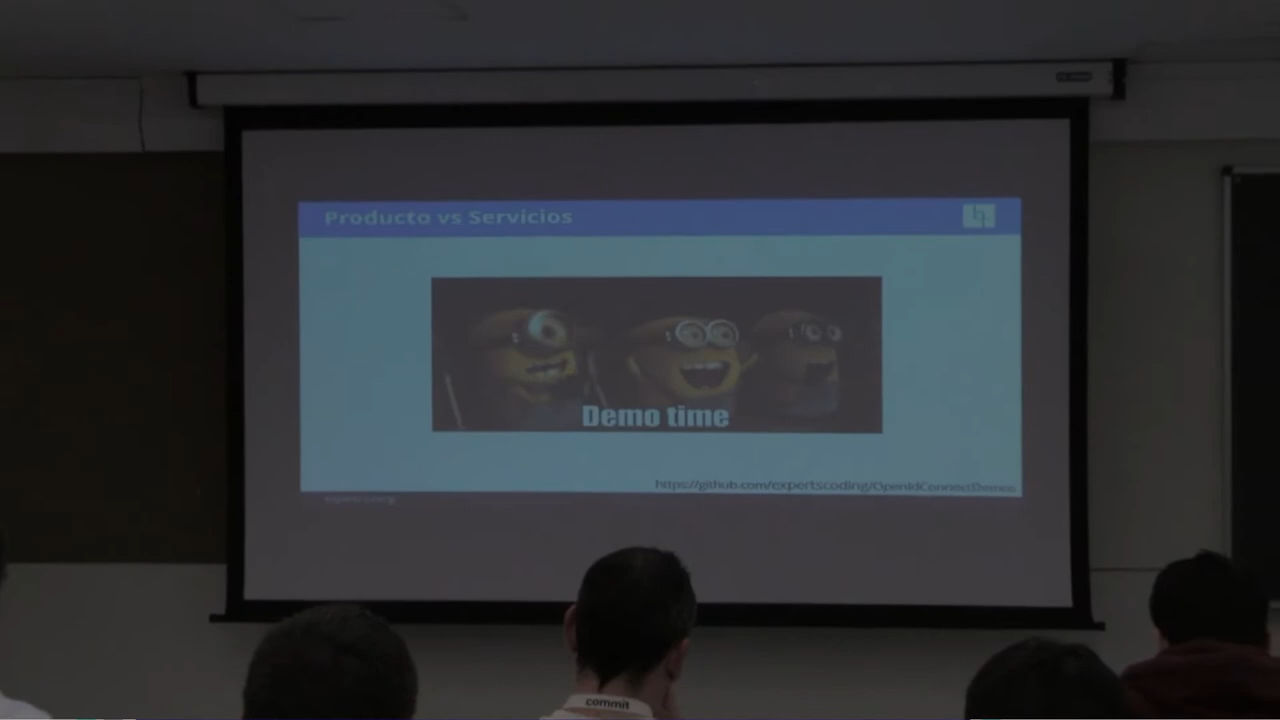 Producto vs Servicios
Demo time
https://github.com/expertscoding/OpenIdConnectDemos
commit